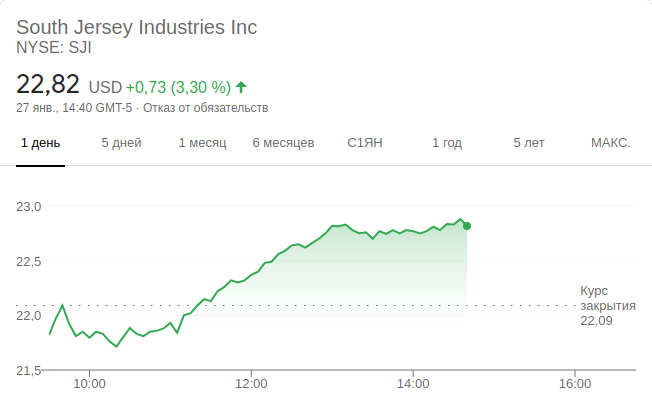 South Jersey Industries Inc
NYSE: SJI
22,82 USD +0,73 (3,30 %)
27 янв., 14:40 GMT-5 · Отказ от обязательств
1 день 5 дней 1 месяц 6 месяцев С1ЯН 1 год 5 лет МАКС.
23,0
22,5
22,0
21,5
Курс
закрытия
22,09
10:00 12:00 14:00 16:00